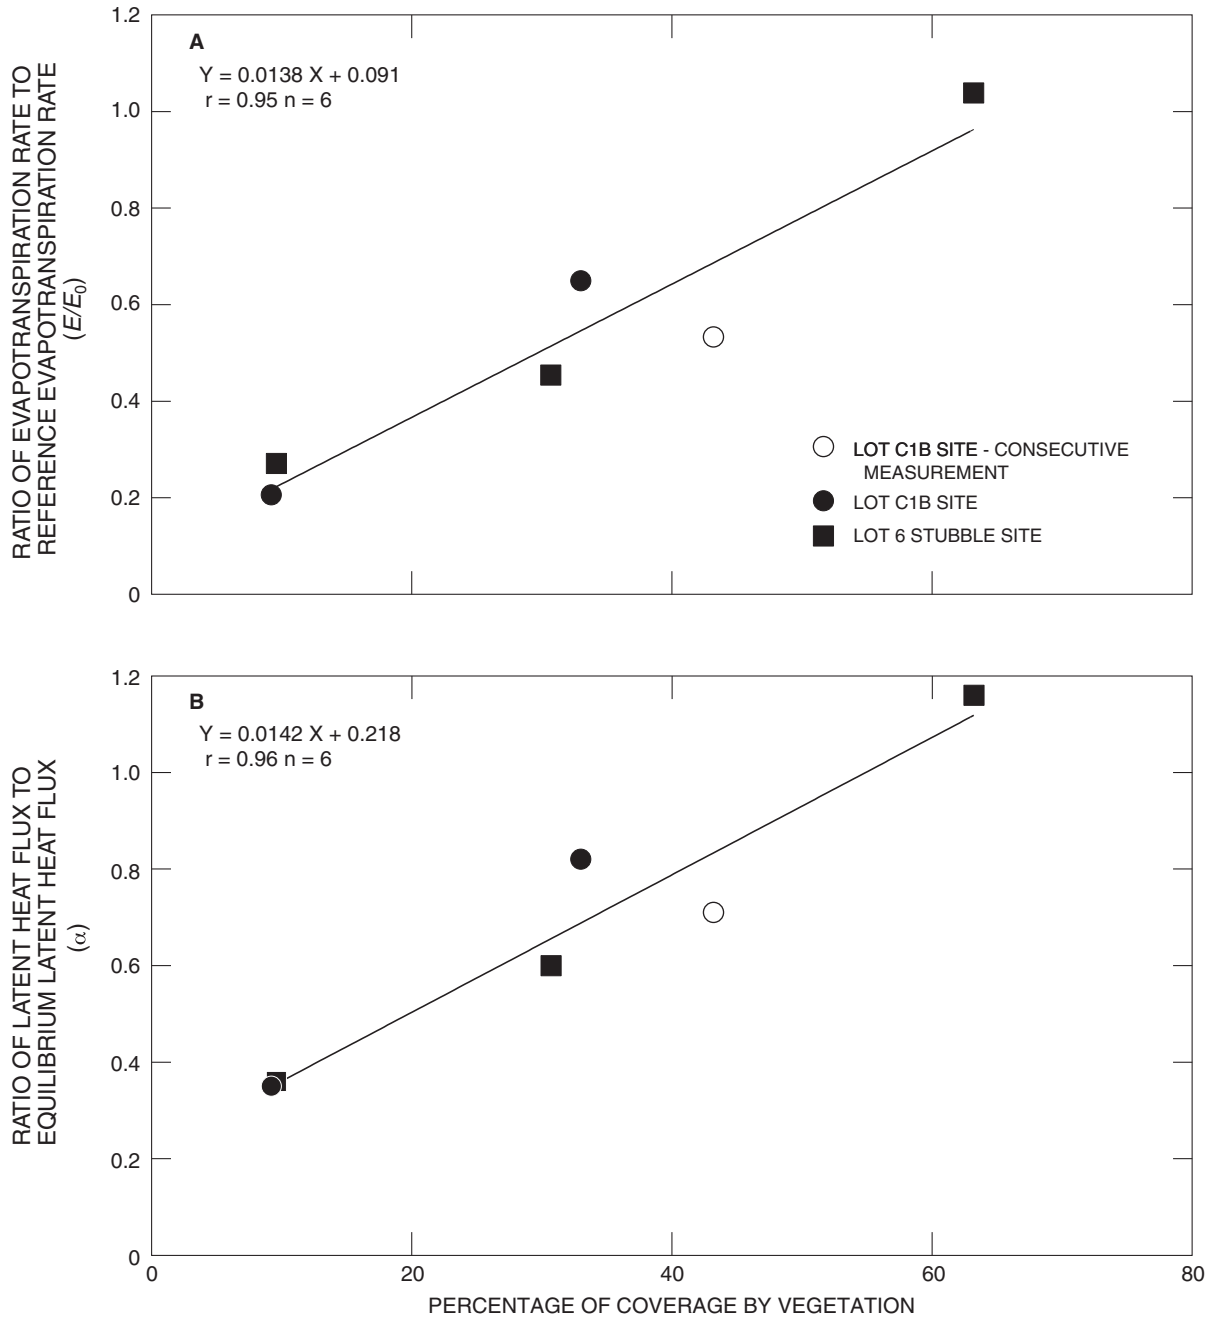 RATIO OF EVAPOTRANSPIRATION RATE TO
REFERENCE EVAPOTRANSPIRATION RATE
(E/E₀)
1.2
1.0
0.8
0.6
0.4
0.2
0
A
Y = 0.0138 X + 0.091
r = 0.95 n = 6
LOT C1B SITE - CONSECUTIVE
MEASUREMENT
LOT C1B SITE
LOT 6 STUBBLE SITE
RATIO OF LATENT HEAT FLUX TO
EQUILIBRIUM LATENT HEAT FLUX
(α)
1.2
1.0
0.8
0.6
0.4
0.2
0
B
Y = 0.0142 X + 0.218
r = 0.96 n = 6
0 20 40 60 80
PERCENTAGE OF COVERAGE BY VEGETATION